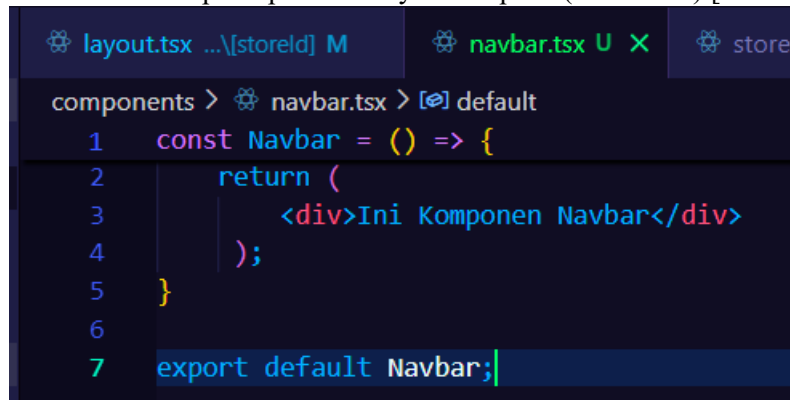 layout.tsx ...\[storeId] M navbar.tsx U × store
components > navbar.tsx > default
1 const Navbar = () => {
2 return (
3 <div>Ini Komponen Navbar</div>
4 );
5 }
6
7 export default Navbar;